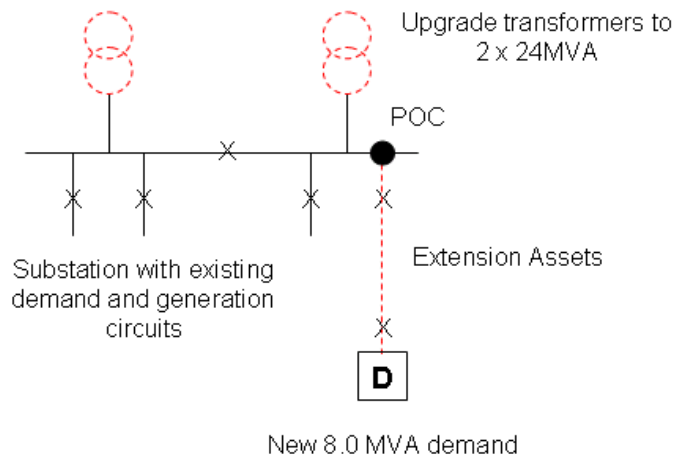 Upgrade transformers to
2 x 24MVA
POC
Extension Assets
Substation with existing
demand and generation
circuits
D
New 8.0 MVA demand